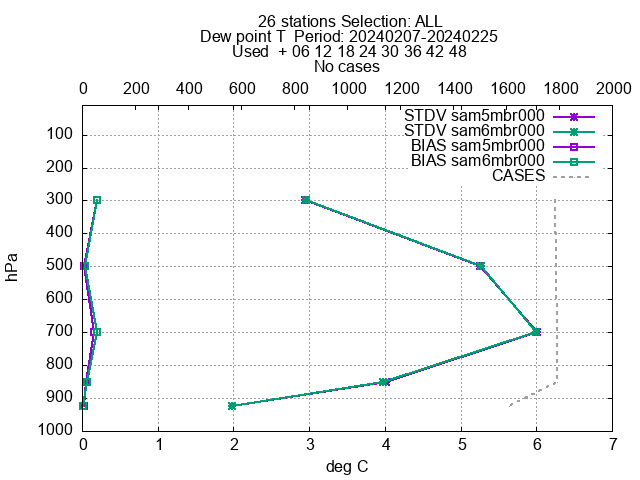 26 stations Selection: ALL
Dew point T  Period: 20240207-20240225
Used  + 06 12 18 24 30 36 42 48
No cases
0 200 400 600 800 1000 1200 1400 1600 1800 2000
STDV sam5mbr000
STDV sam6mbr000
BIAS sam5mbr000
BIAS sam6mbr000
CASES
hPa
100
200
300
400
500
600
700
800
900
1000
0 1 2 3 4 5 6 7
deg C